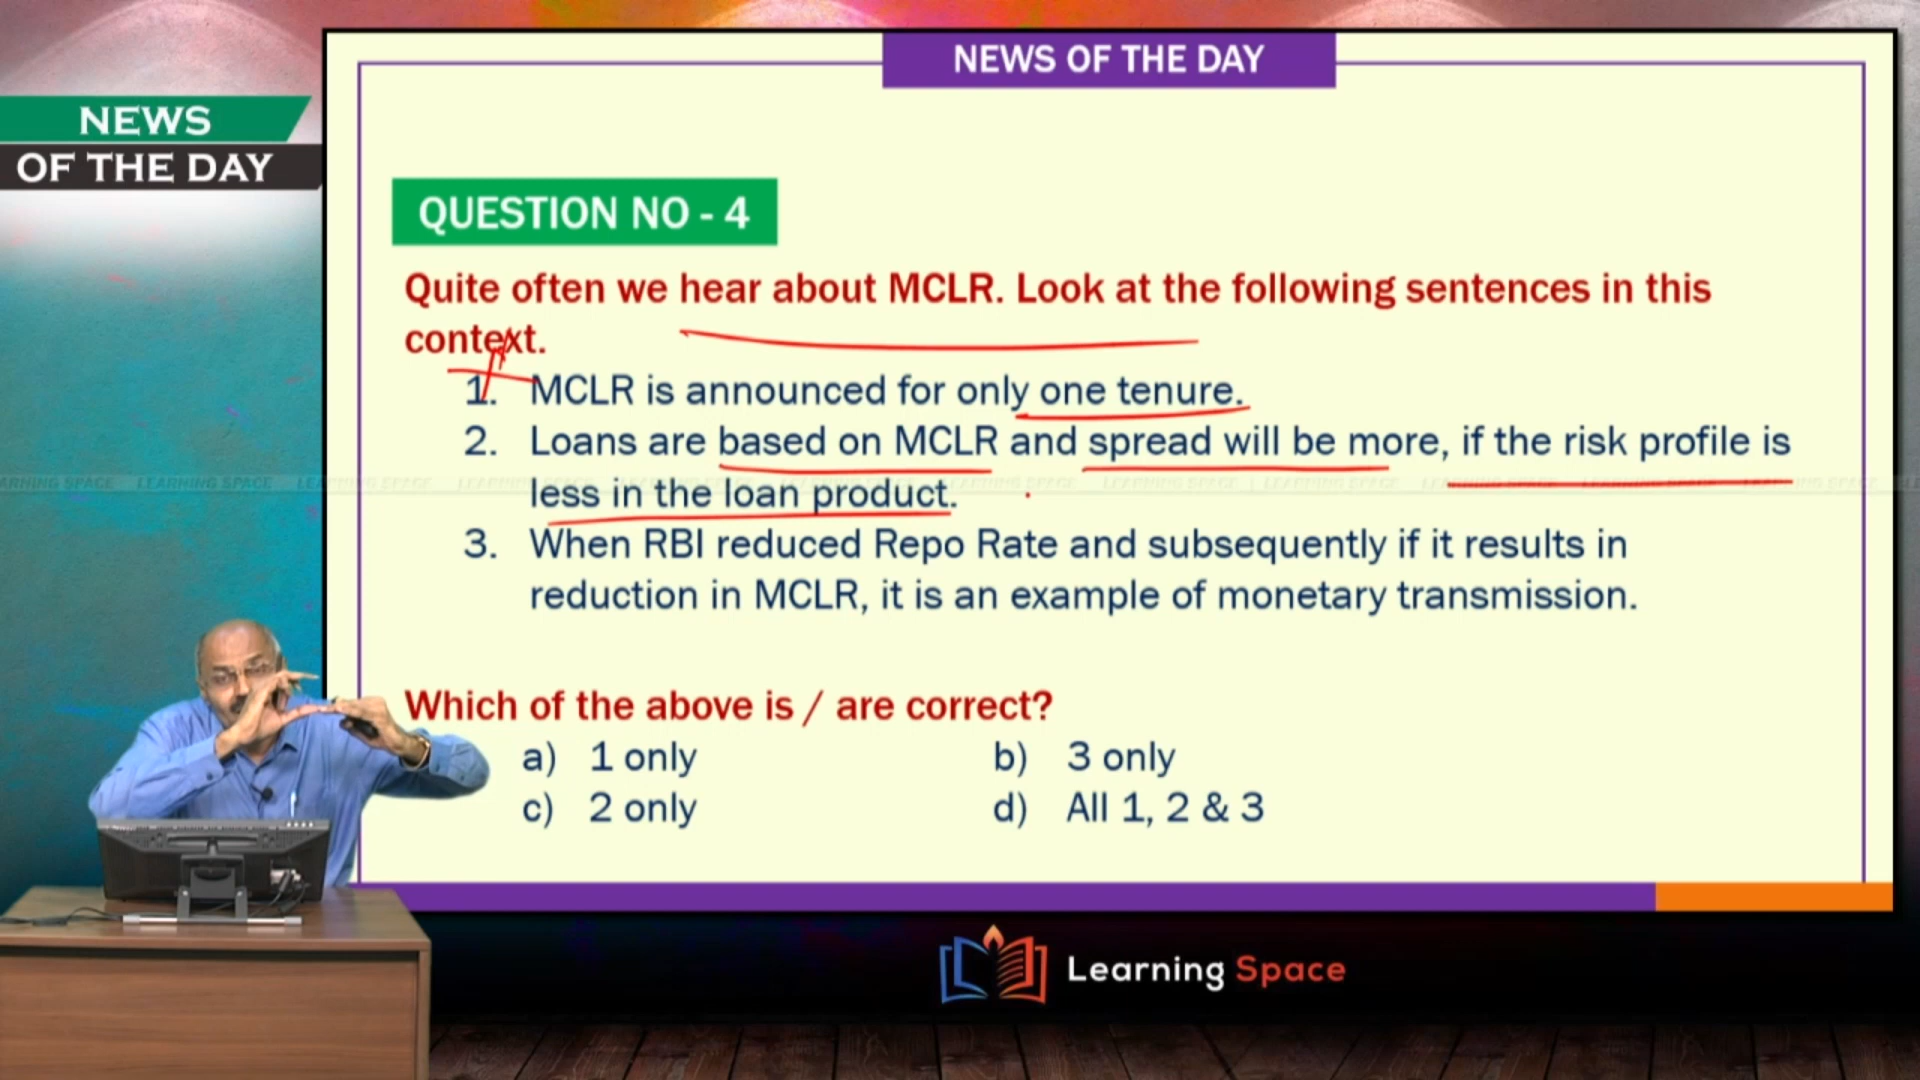 NEWS OF THE DAY
NEWS
OF THE DAY
QUESTION NO - 4
Quite often we hear about MCLR. Look at the following sentences in this
context.
1. MCLR is announced for only one tenure.
2. Loans are based on MCLR and spread will be more, if the risk profile is
less in the loan product.
3. When RBI reduced Repo Rate and subsequently if it results in
reduction in MCLR, it is an example of monetary transmission.
Which of the above is / are correct?
a) 1 only b) 3 only
c) 2 only d) All 1, 2 & 3
LEARNING SPACE LEARNING SPACE
Learning Space